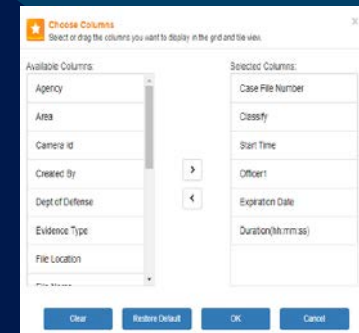 Choose Columns
Select or drag the columns you want to display in the grid and tile view.
Available Columns:
Agency
Area
Camera Id
Created By
Dept of Defense
Evidence Type
File Location
File Name
>
<
Selected Columns:
Case File Number
Classify
Start Time
Officer1
Expiration Date
Duration(hh:mm:ss)
Clear
Restore Default
OK
Cancel